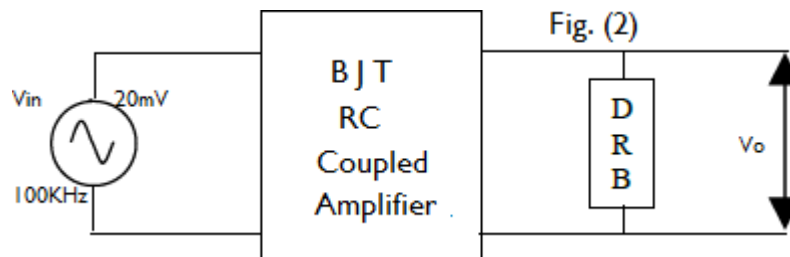 Fig. (2)
B J T
RC
Coupled
Amplifier .
Vin 20mV
100KHz
D
R
B
Vo